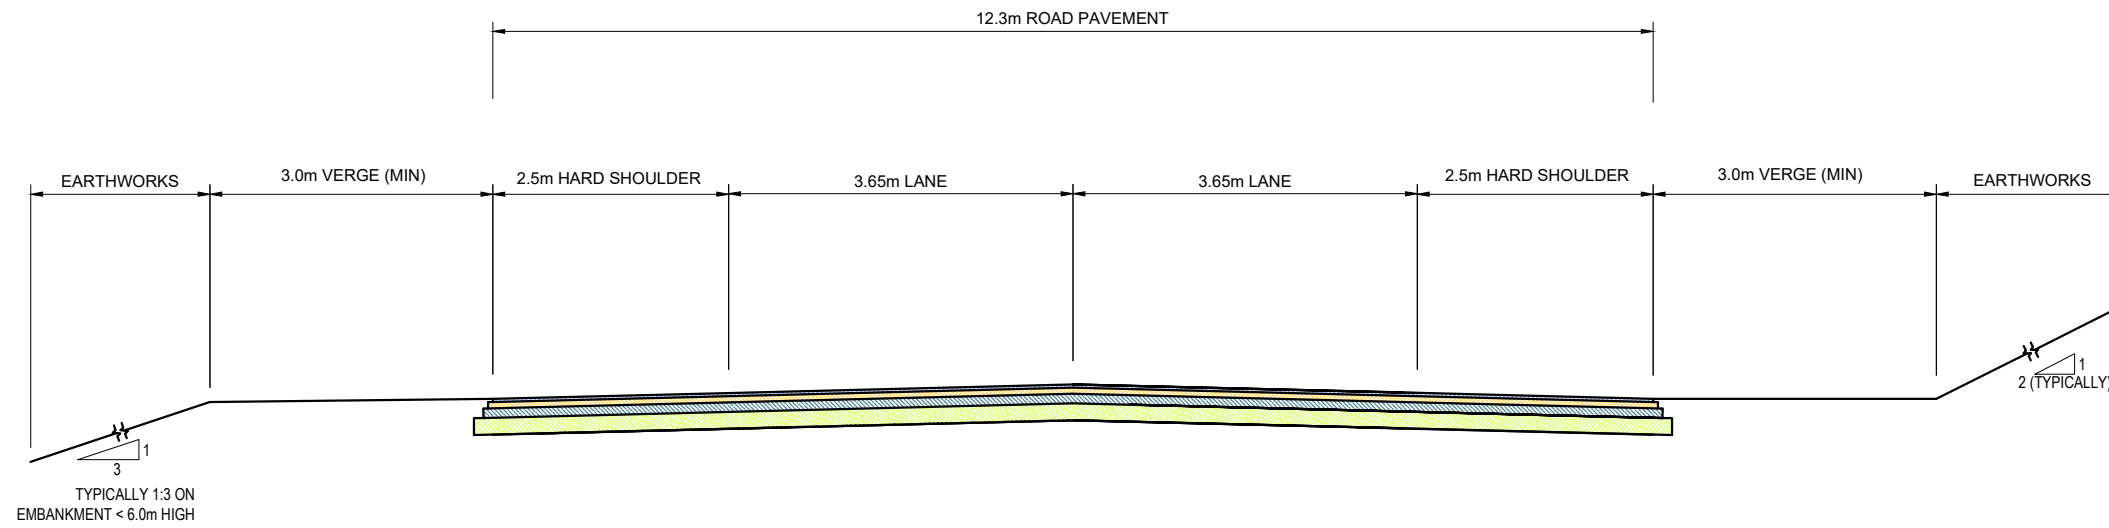 12.3m ROAD PAVEMENT
EARTHWORKS
3.0m VERGE (MIN)
2.5m HARD SHOULDER
3.65m LANE
3.65m LANE
2.5m HARD SHOULDER
3.0m VERGE (MIN)
EARTHWORKS
1
2 (TYPICALLY)
1
3
TYPICALLY 1:3 ON
EMBANKMENT < 6.0m HIGH